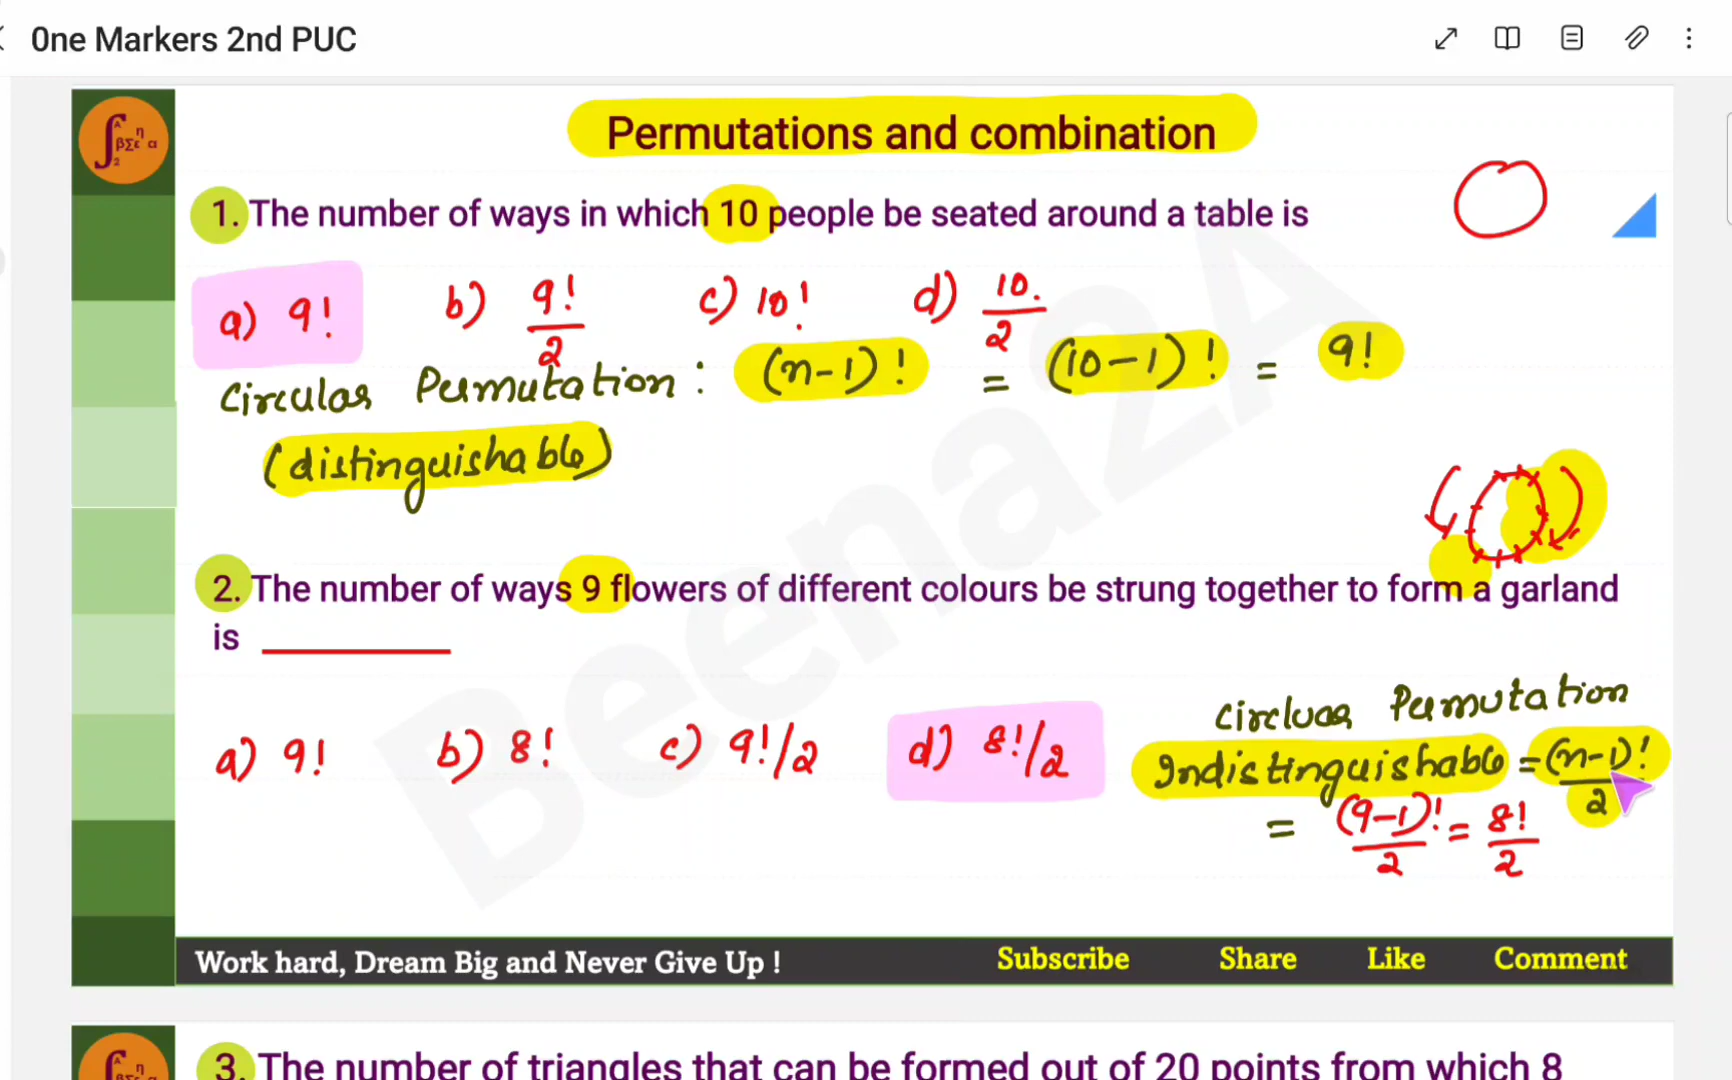 One Markers 2nd PUC
Permutations and combination
1. The number of ways in which 10 people be seated around a table is
a) 9!   b) 9!/2   c) 10!   d) 10./2
Circular Permutation : (n-1)! = (10-1)! = 9!
(distinguishable)
2. The number of ways 9 flowers of different colours be strung together to form a garland
is ________
Circluar Permutation
a) 9!   b) 8!   c) 9!/2   d) 8!/2   Indistinguishable = (n-1)!/2
= (9-1)!/2 = 8!/2
Beena2A
Work hard, Dream Big and Never Give Up !   Subscribe   Share   Like   Comment
3. The number of triangles that can be formed out of 20 points from which 8